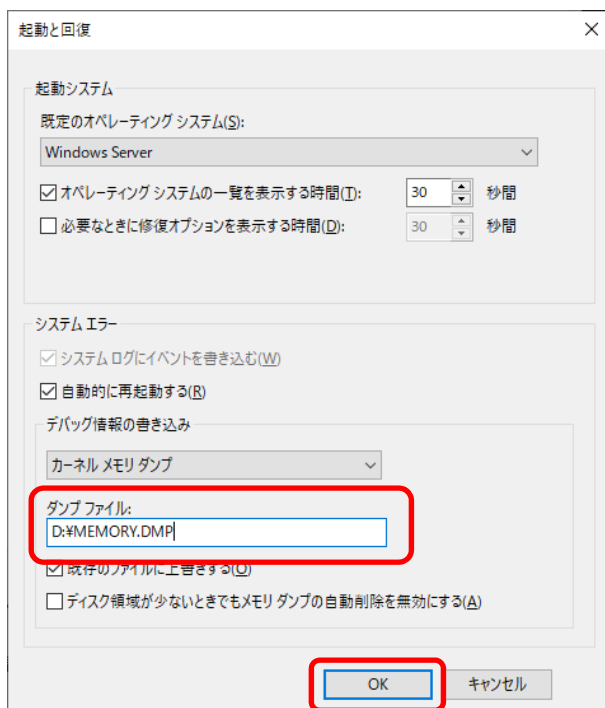 起動と回復
起動システム
既定のオペレーティング システム(S):
Windows Server
オペレーティング システムの一覧を表示する時間(T): 30 秒間
必要なときに修復オプションを表示する時間(D): 30 秒間
システム エラー
システム ログにイベントを書き込む(W)
自動的に再起動する(R)
デバッグ情報の書き込み
カーネル メモリ ダンプ
ダンプ ファイル:
D:¥MEMORY.DMP
既存のファイルに上書きする(O)
ディスク領域が少ないときでもメモリ ダンプの自動削除を無効にする(A)
OK キャンセル